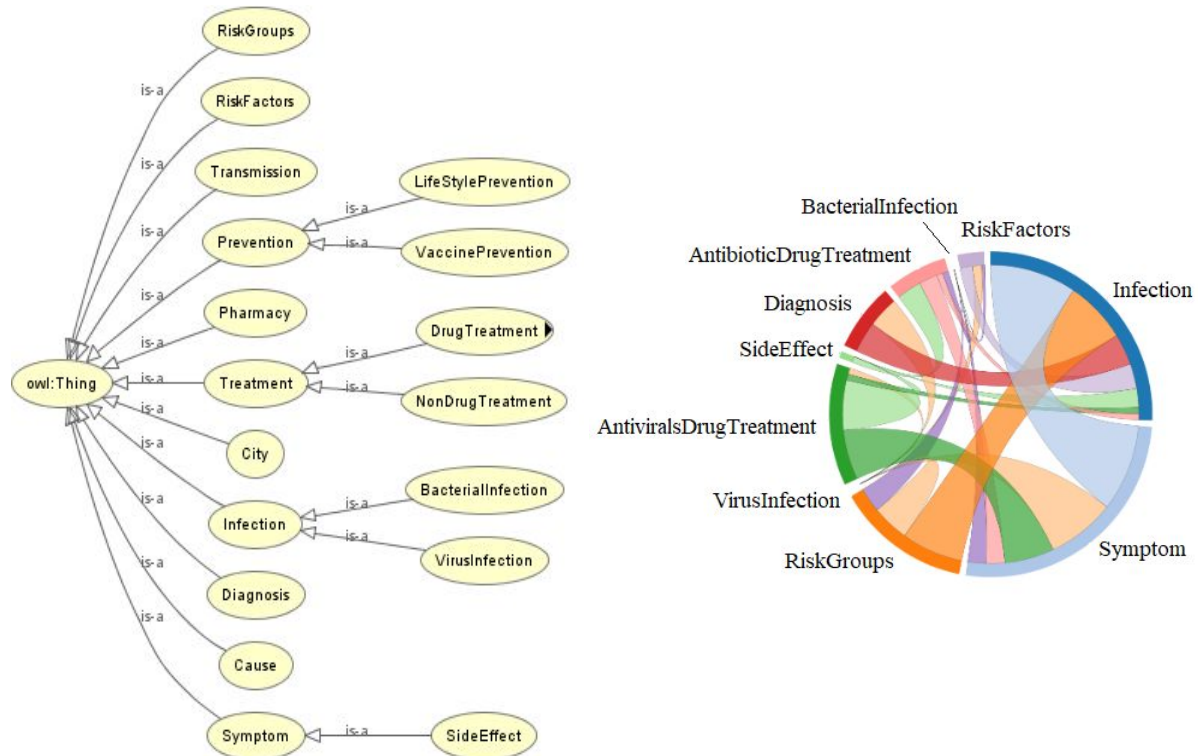 RiskGroups
is-a
RiskFactors
is-a
Transmission
is-a
LifeStylePrevention
is-a
Prevention
is-a
is-a
VaccinePrevention
Pharmacy
is-a
DrugTreatment
is-a
owl:Thing
is-a
Treatment
is-a
NonDrugTreatment
is-a
City
is-a
BacterialInfection
is-a
Infection
is-a
VirusInfection
is-a
Diagnosis
is-a
Cause
is-a
Symptom
is-a
SideEffect
BacterialInfection
RiskFactors
AntibioticDrugTreatment
Infection
Diagnosis
SideEffect
AntiviralsDrugTreatment
VirusInfection
RiskGroups
Symptom